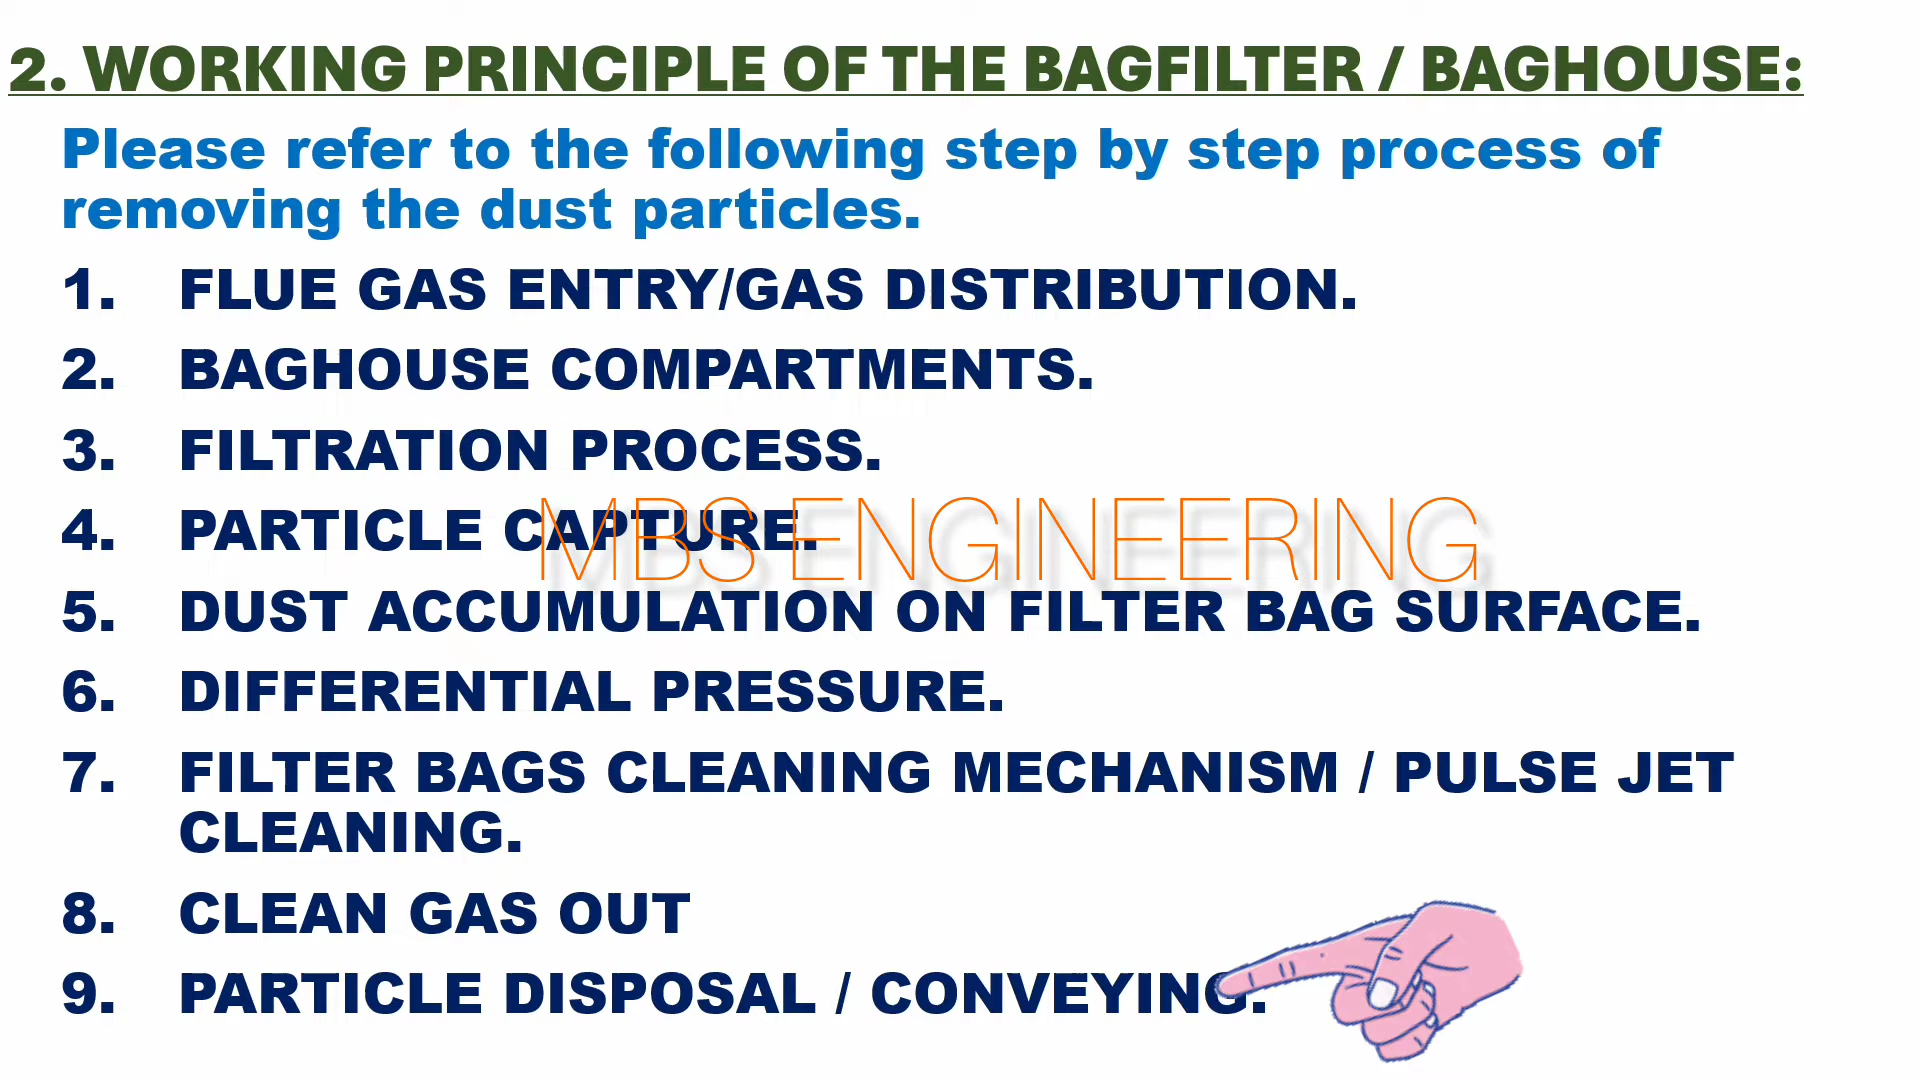 2. WORKING PRINCIPLE OF THE BAGFILTER / BAGHOUSE:
Please refer to the following step by step process of
removing the dust particles.
1. FLUE GAS ENTRY/GAS DISTRIBUTION.
2. BAGHOUSE COMPARTMENTS.
3. FILTRATION PROCESS.
4. PARTICLE CAPTURE.
MBS ENGINEERING
5. DUST ACCUMULATION ON FILTER BAG SURFACE.
6. DIFFERENTIAL PRESSURE.
7. FILTER BAGS CLEANING MECHANISM / PULSE JET
CLEANING.
8. CLEAN GAS OUT
9. PARTICLE DISPOSAL / CONVEYING.